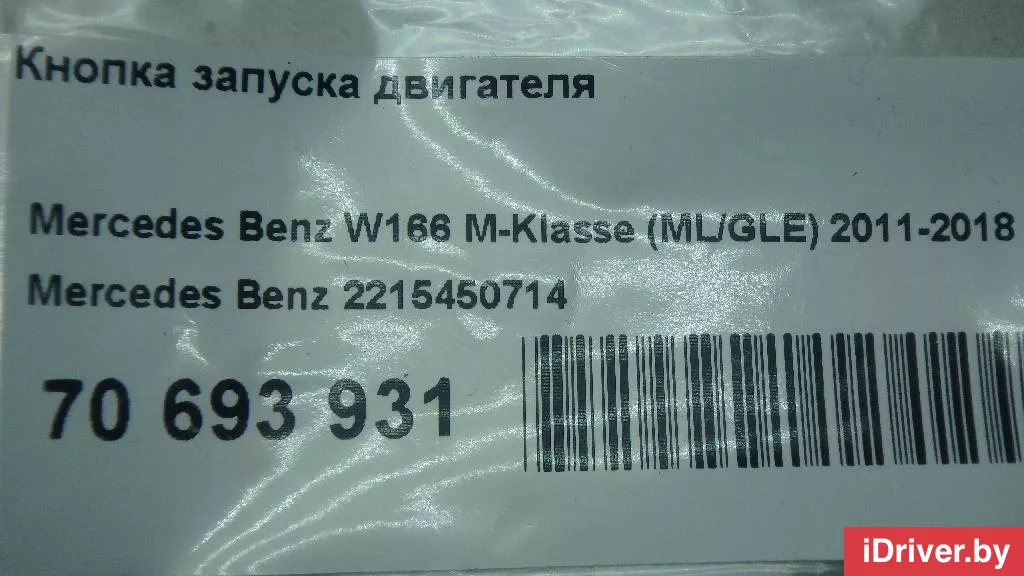 Кнопка запуска двигателя
Mercedes Benz W166 M-Klasse (ML/GLE) 2011-2018
Mercedes Benz 2215450714
70 693 931
iDriver.by